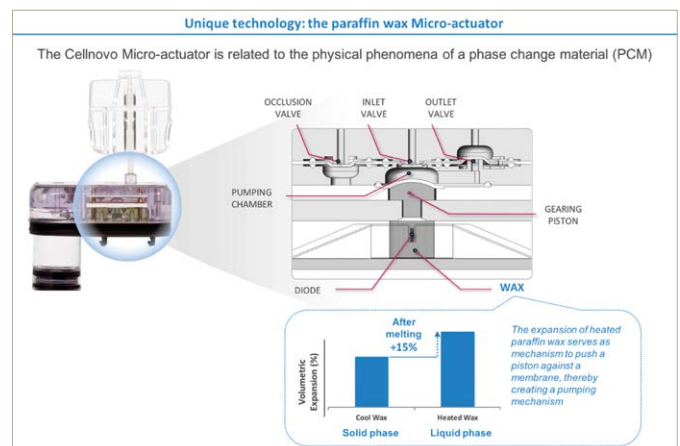 Unique technology: the paraffin wax Micro-actuator
The Cellnovo Micro-actuator is related to the physical phenomena of a phase change material (PCM)
OCCLUSION
VALVE
INLET
VALVE
OUTLET
VALVE
PUMPING
CHAMBER
GEARING
PISTON
DIODE
WAX
After
melting
+15%
Volumetric
Expansion (%)
Cool Wax
Heated Wax
Solid phase
Liquid phase
The expansion of heated
paraffin wax serves as
mechanism to push a
piston against a
membrane, thereby
creating a pumping
mechanism